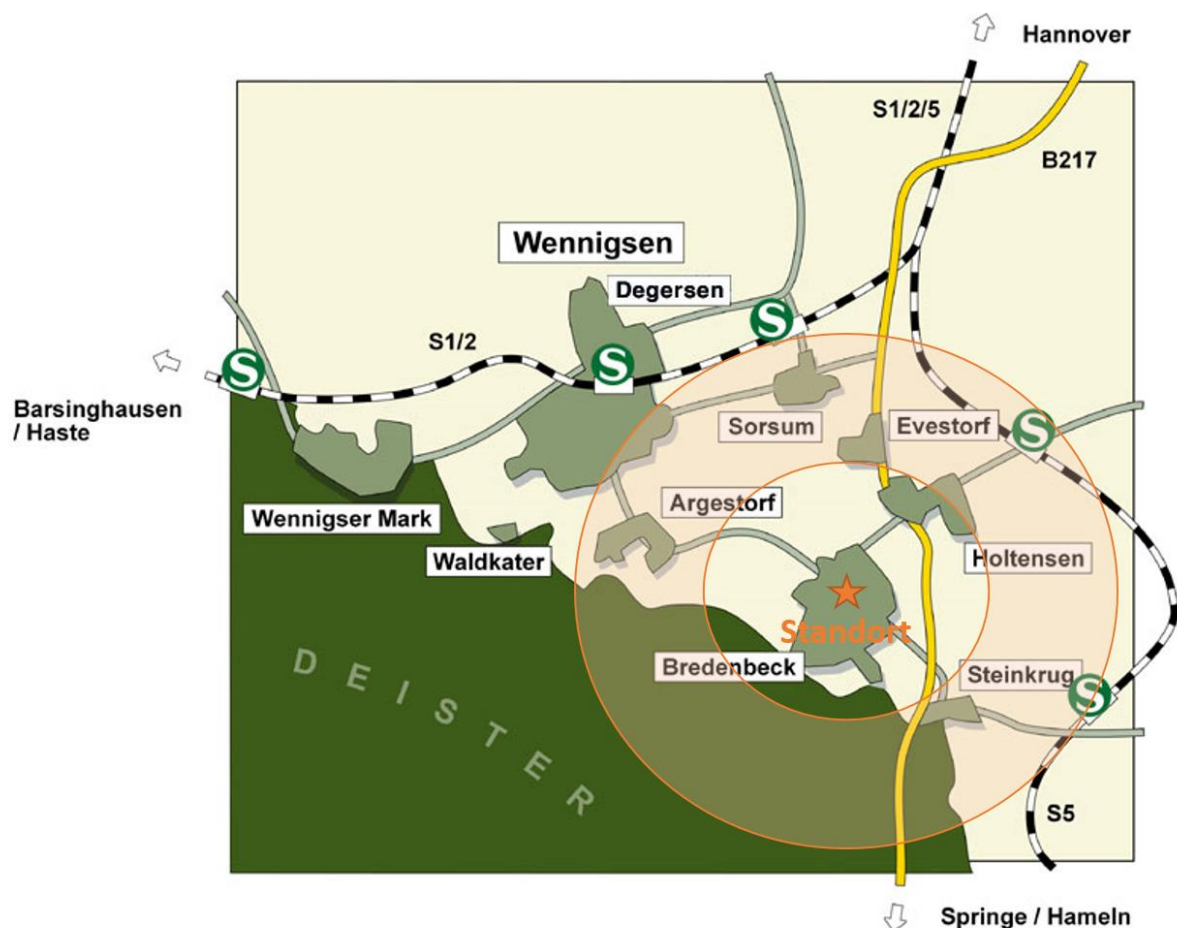 Hannover
S1/2/5
B217
Wennigsen
Degersen
S
S1/2
S
S
Barsinghausen
/ Haste
Sorsum
Evestorf
S
Argestorf
Wennigser Mark
Waldkater
Holtensen
Standort
Bredenbeck
Steinkrug
S
DEISTER
S5
Springe / Hameln